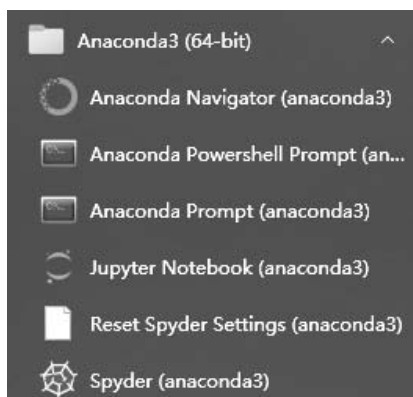 Anaconda3 (64-bit)
Anaconda Navigator (anaconda3)
Anaconda Powershell Prompt (an...
Anaconda Prompt (anaconda3)
Jupyter Notebook (anaconda3)
Reset Spyder Settings (anaconda3)
Spyder (anaconda3)